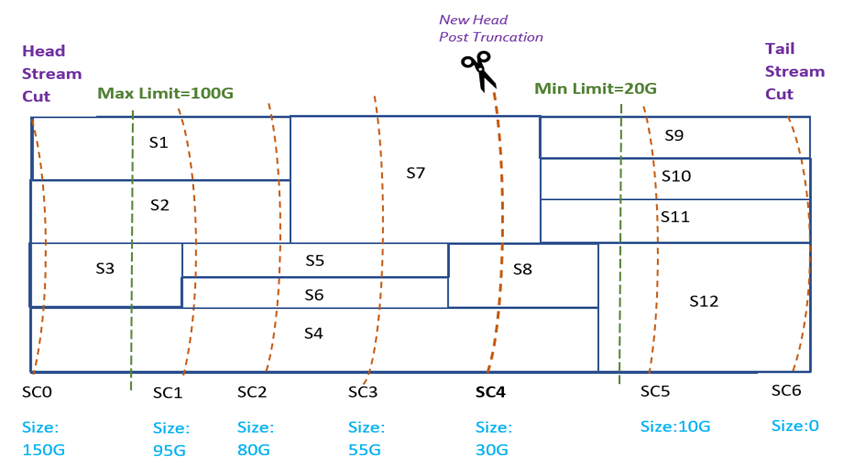 New Head
Post Truncation
Head
Stream
Cut
Tail
Stream
Cut
Max Limit=100G
Min Limit=20G
S1
S9
S7
S10
S2
S11
S3
S5
S8
S6
S12
S4
SC0
SC1
SC2
SC3
SC4
SC5
SC6
Size:
150G
Size:
95G
Size:
80G
Size:
55G
Size:
30G
Size:10G
Size:0